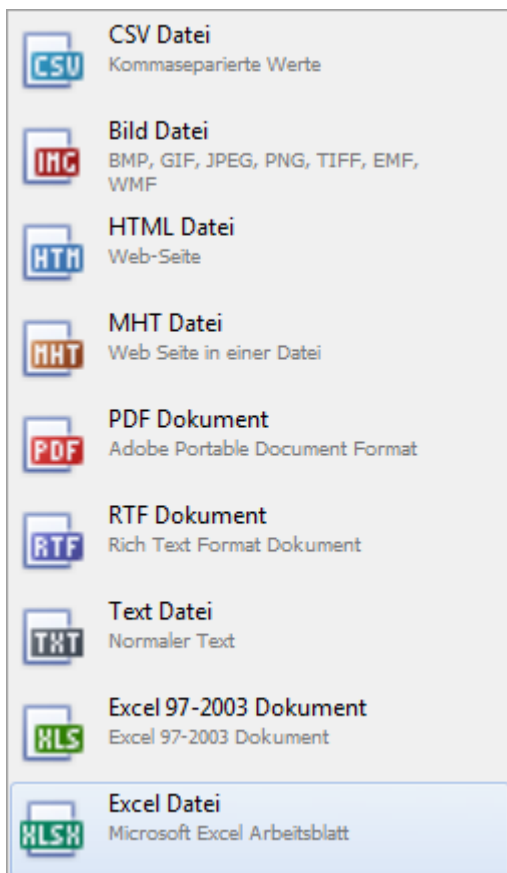 CSV Datei
CSV
Kommaseparierte Werte
Bild Datei
IMG
BMP, GIF, JPEG, PNG, TIFF, EMF,
WMF
HTML Datei
HTM
Web-Seite
MHT Datei
MHT
Web Seite in einer Datei
PDF Dokument
PDF
Adobe Portable Document Format
RTF Dokument
RTF
Rich Text Format Dokument
Text Datei
TXT
Normaler Text
Excel 97-2003 Dokument
XLS
Excel 97-2003 Dokument
Excel Datei
XLSX
Microsoft Excel Arbeitsblatt